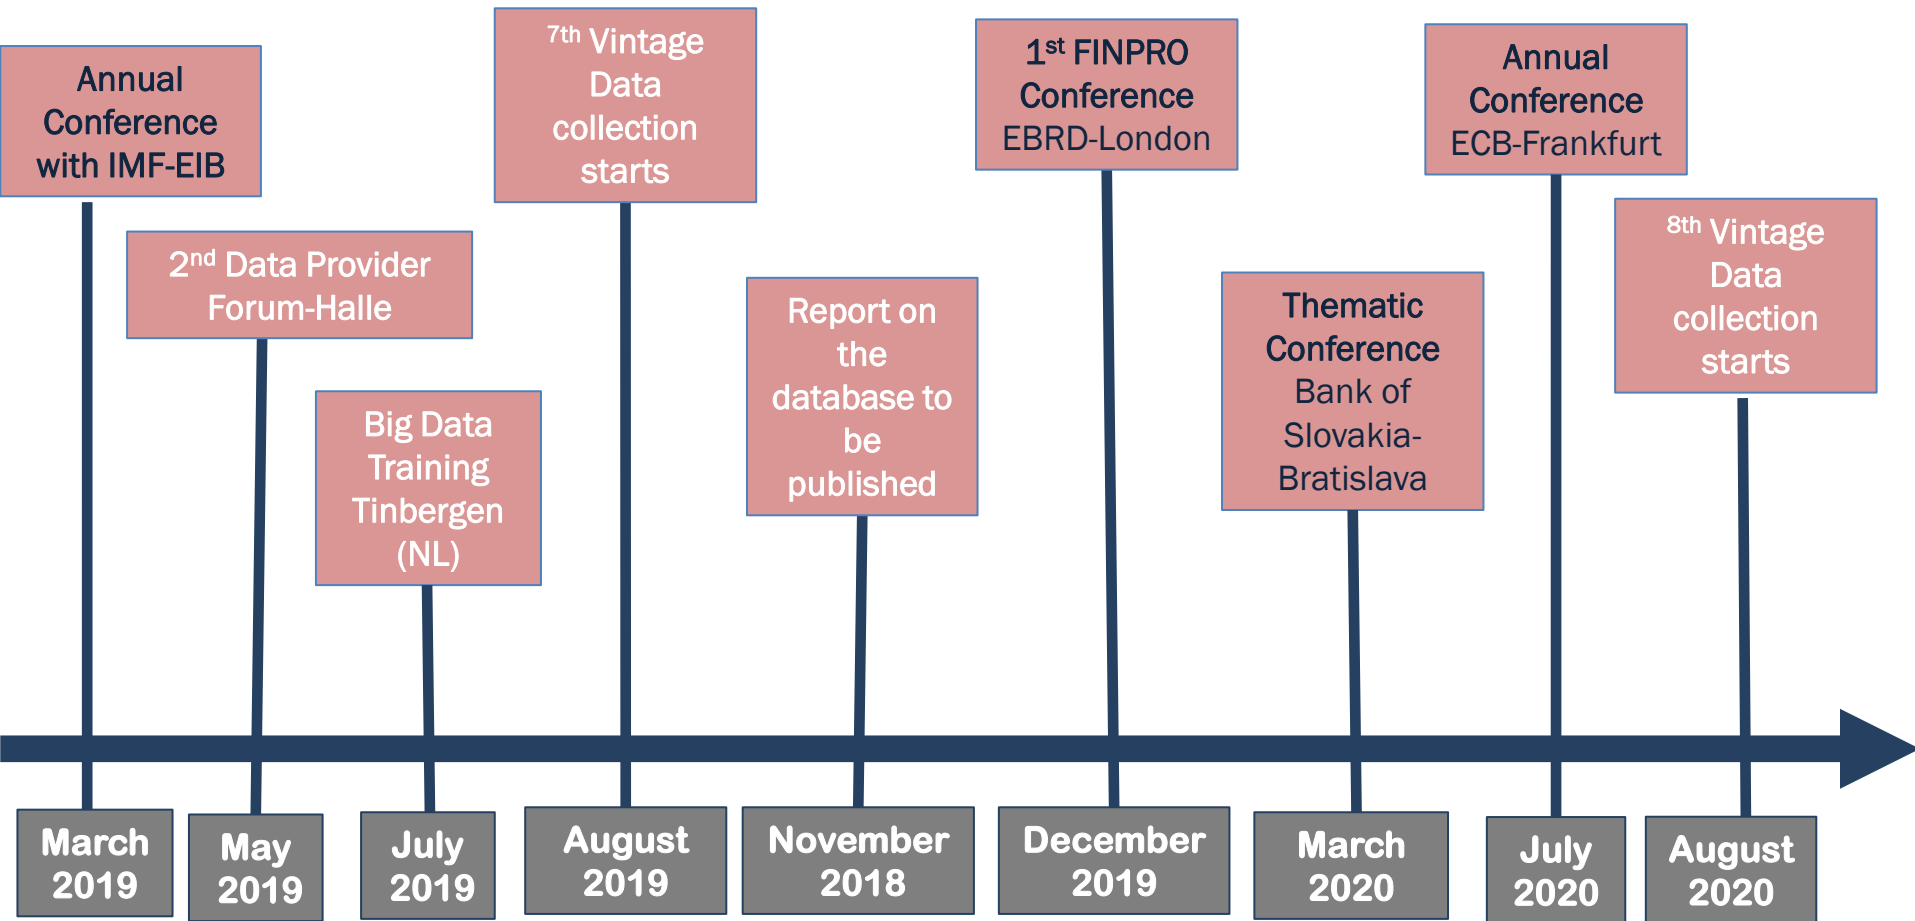 Annual
Conference
with IMF-EIB
2nd Data Provider
Forum-Halle
Big Data
Training
Tinbergen
(NL)
7th Vintage
Data
collection
starts
Report on
the
database to
be
published
1st FINPRO
Conference
EBRD-London
Thematic
Conference
Bank of
Slovakia-
Bratislava
Annual
Conference
ECB-Frankfurt
8th Vintage
Data
collection
starts
March
2019
May
2019
July
2019
August
2019
November
2018
December
2019
March
2020
July
2020
August
2020